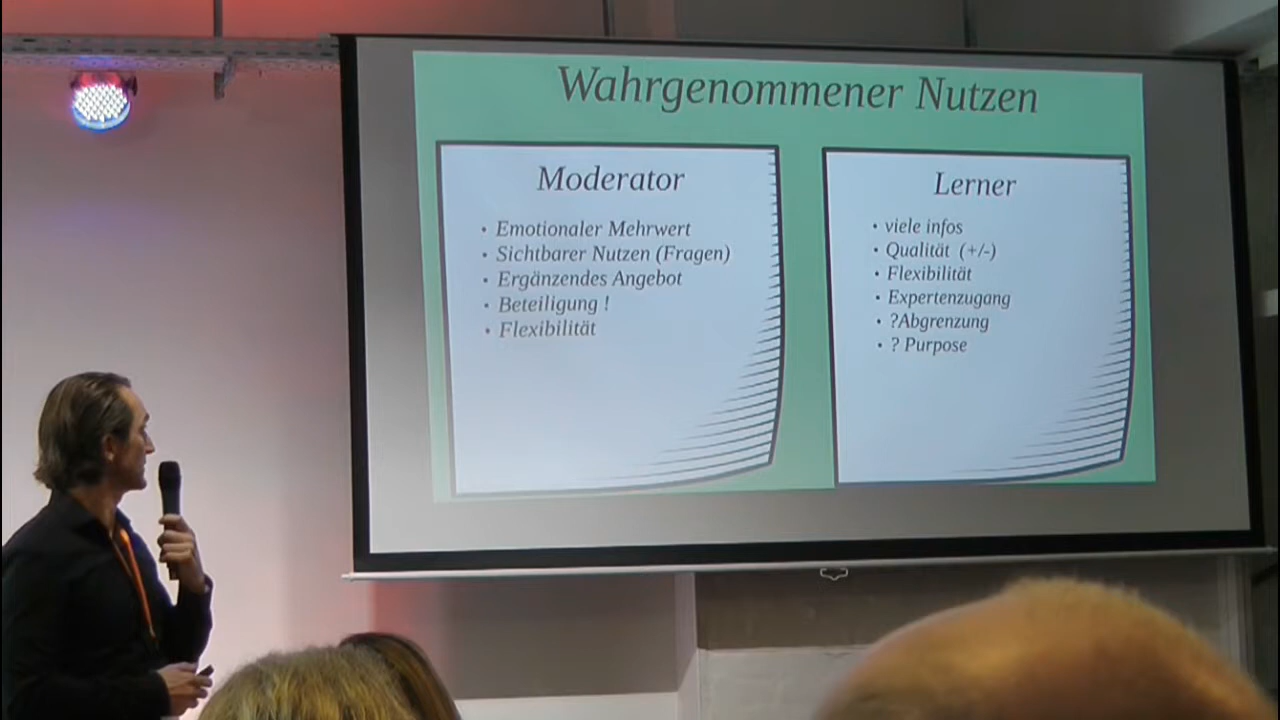 Wahrgenommener Nutzen
Moderator
• Emotionaler Mehrwert
• Sichtbarer Nutzen (Fragen)
• Ergänzendes Angebot
• Beteiligung !
• Flexibilität
Lerner
• viele infos
• Qualität (+/-)
• Flexibilität
• Expertenzugang
• ?Abgrenzung
• ? Purpose